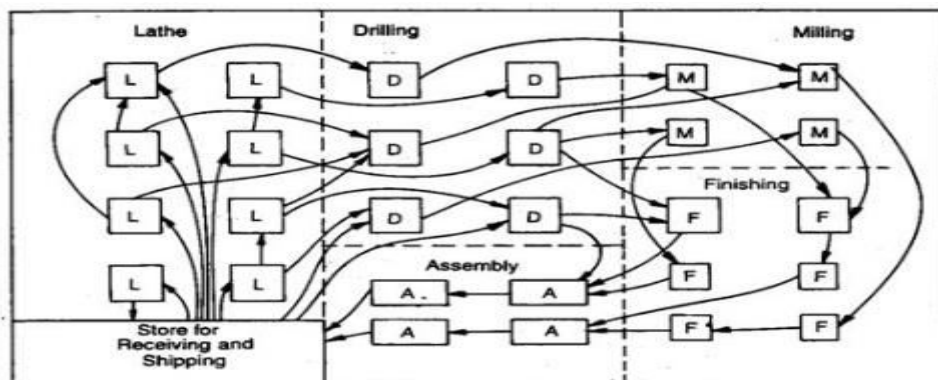 Lathe Drilling Milling
L L D D M M
L L D D M M
Finishing
L L D D F F
Assembly
L L A A F F
A A F F
Store for
Receiving and
Shipping